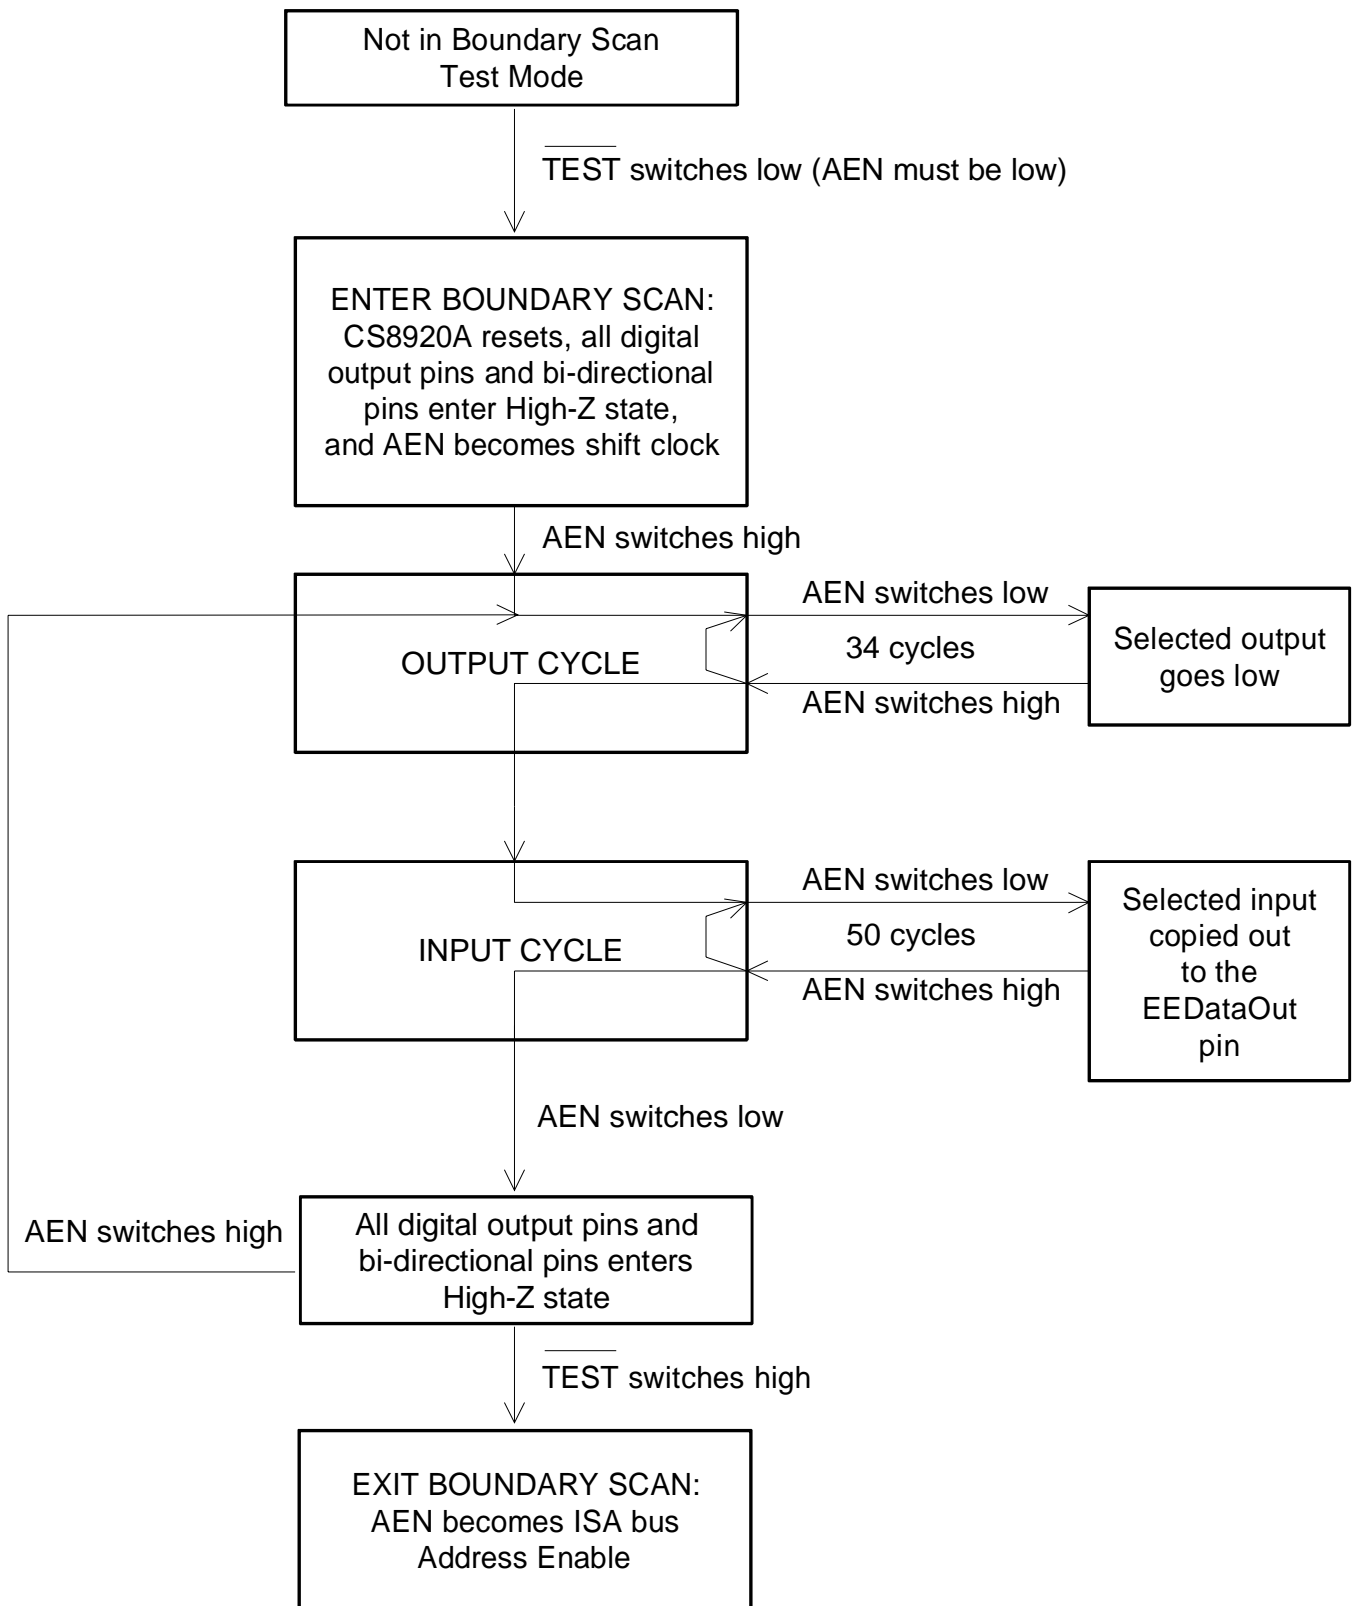 Not in Boundary Scan
Test Mode
TEST switches low (AEN must be low)
ENTER BOUNDARY SCAN:
CS8920A resets, all digital
output pins and bi-directional
pins enter High-Z state,
and AEN becomes shift clock
AEN switches high
OUTPUT CYCLE
AEN switches low
34 cycles
AEN switches high
Selected output
goes low
INPUT CYCLE
AEN switches low
50 cycles
AEN switches high
Selected input
copied out
to the
EEDataOut
pin
AEN switches low
AEN switches high
All digital output pins and
bi-directional pins enters
High-Z state
TEST switches high
EXIT BOUNDARY SCAN:
AEN becomes ISA bus
Address Enable